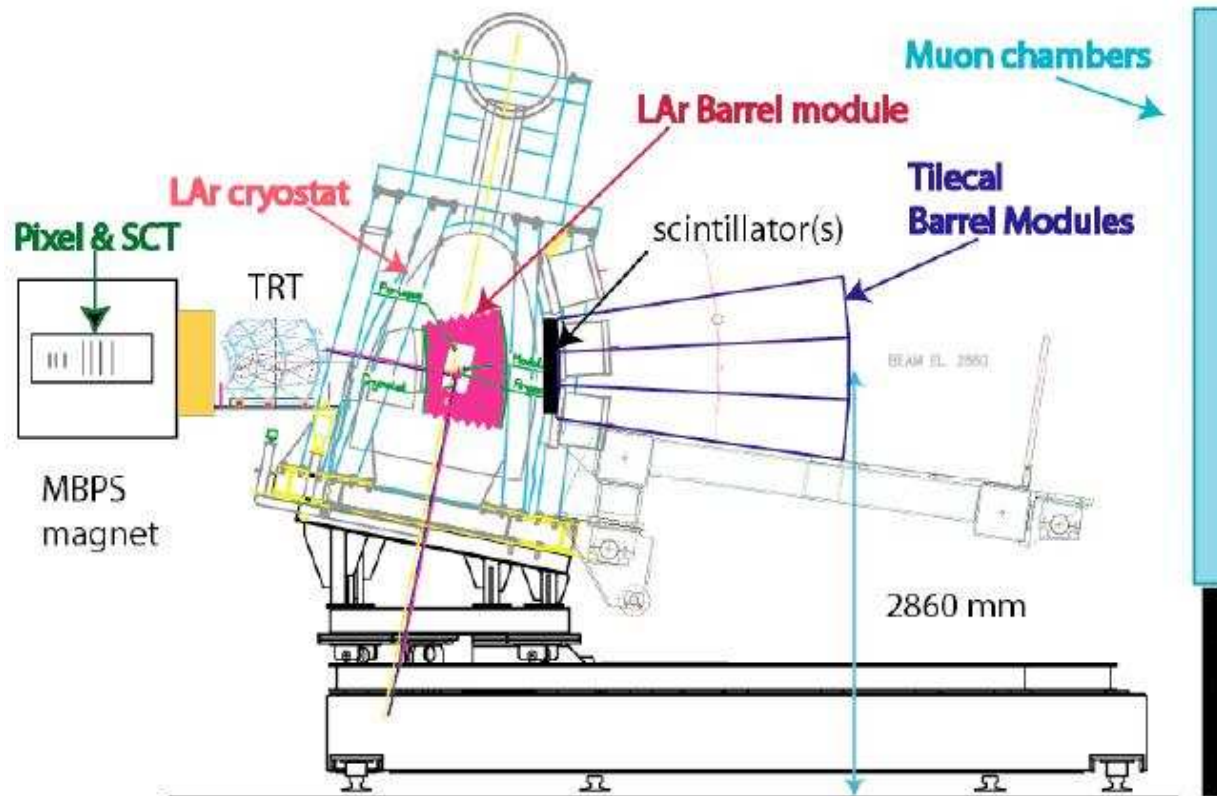 Muon chambers
LAr Barrel module
Tilecal
Barrel Modules
LAr cryostat
scintillator(s)
Pixel & SCT
TRT
BEAM EL 2860
Cryostat
MBPS
magnet
2860 mm